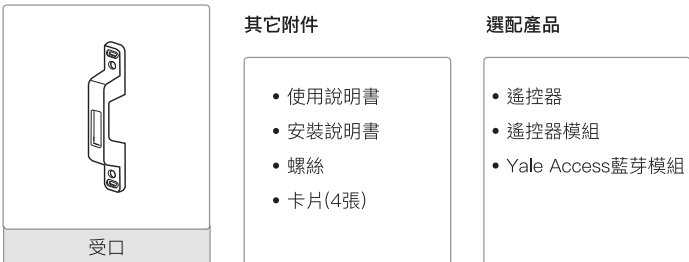 受口
其它附件
• 使用說明書
• 安裝說明書
• 螺絲
• 卡片(4張)
選配產品
• 遙控器
• 遙控器模組
• Yale Access藍芽模組